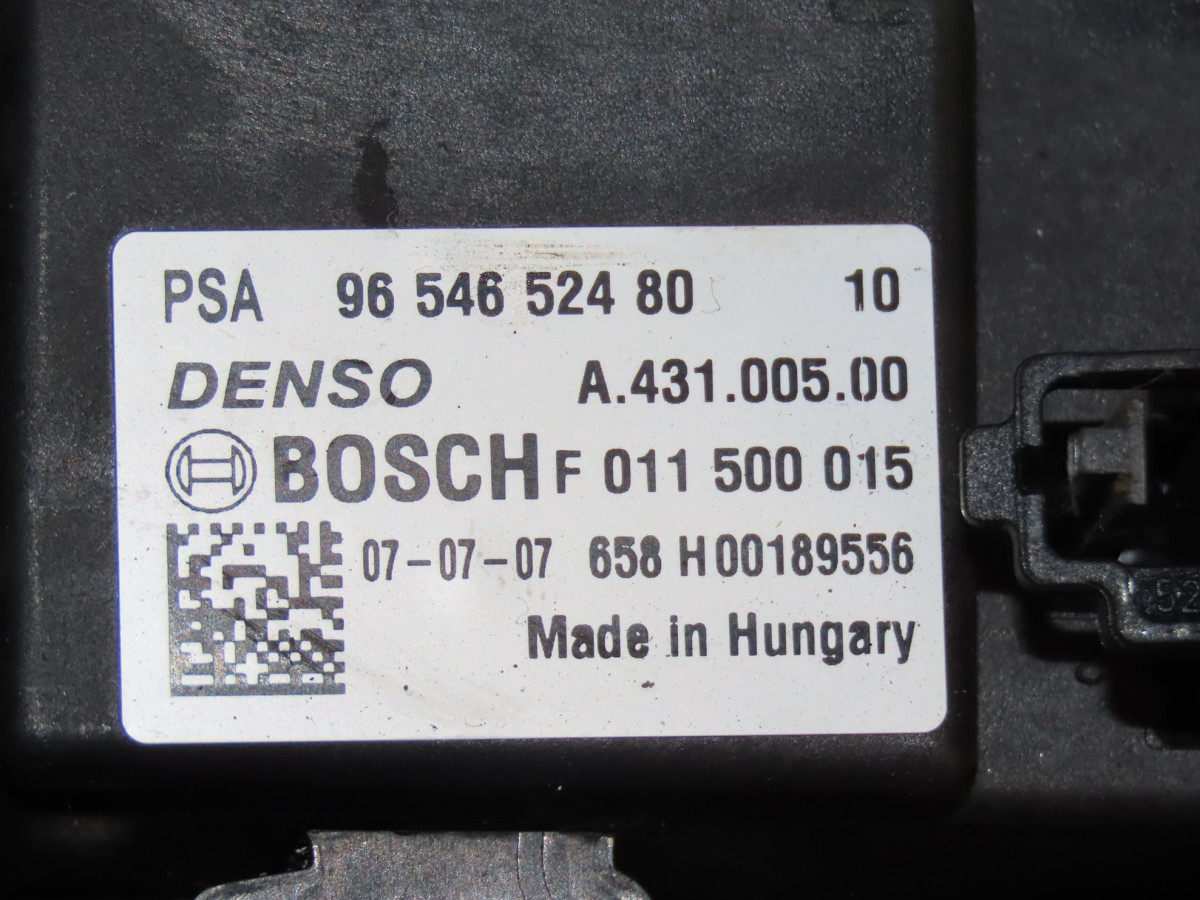 PSA 96 546 524 80 10
DENSO A.431.005.00
BOSCH F 011 500 015
07-07-07 658 H00189556
Made in Hungary
52